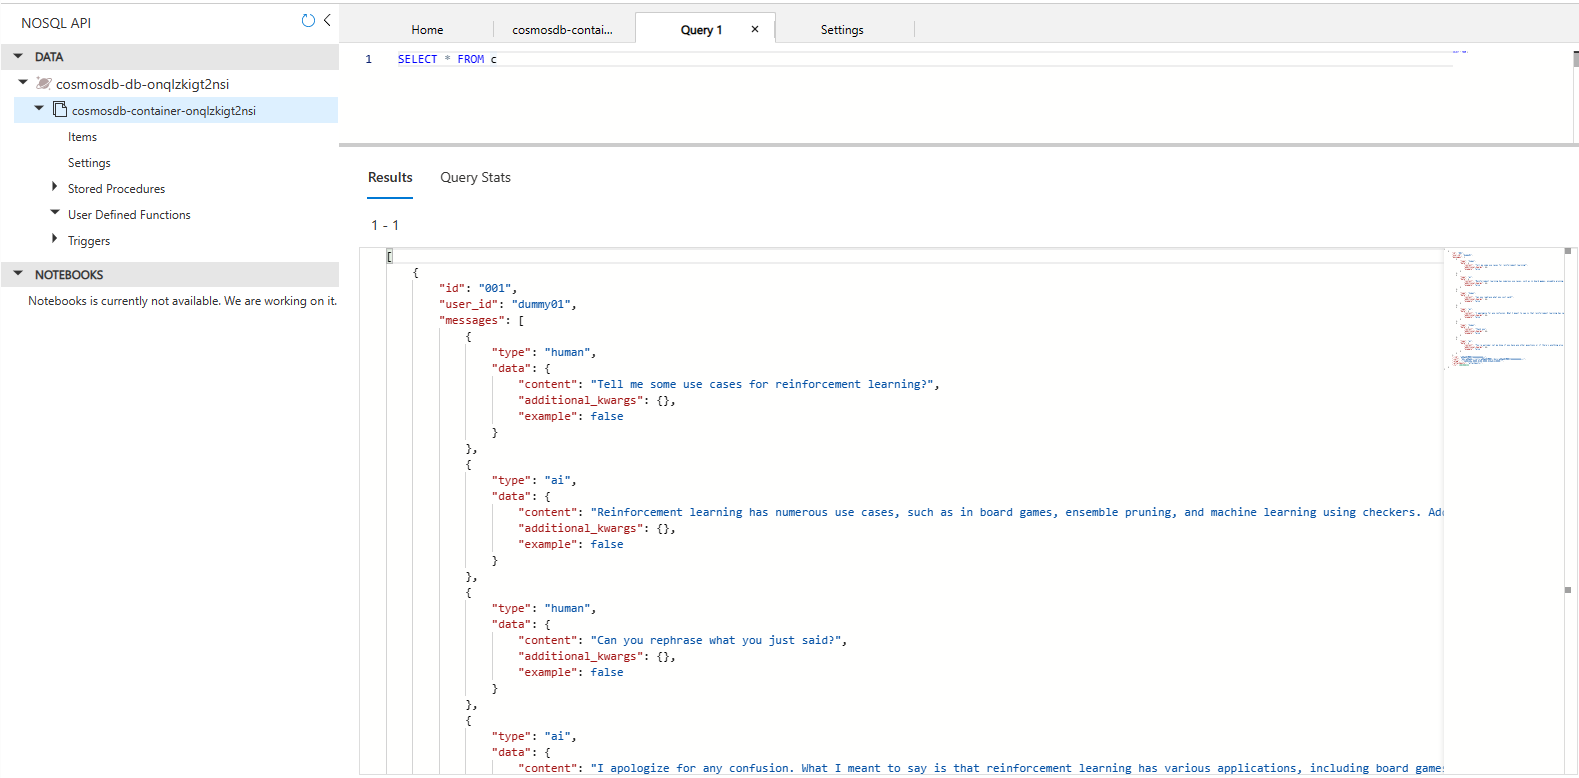 NOSQL API
DATA
cosmosdb-db-onqlzkigt2nsi
cosmosdb-container-onqlzkigt2nsi
Items
Settings
Stored Procedures
User Defined Functions
Triggers
NOTEBOOKS
Notebooks is currently not available. We are working on it.
Home cosmosdb-contai... Query 1 × Settings
1 SELECT * FROM c
Results Query Stats
1 - 1
[
{
"id": "001",
"user_id": "dummy01",
"messages": [
{
"type": "human",
"data": {
"content": "Tell me some use cases for reinforcement learning?",
"additional_kwargs": {},
"example": false
}
},
{
"type": "ai",
"data": {
"content": "Reinforcement learning has numerous use cases, such as in board games, ensemble pruning, and machine learning using checkers.
"additional_kwargs": {},
"example": false
}
},
{
"type": "human",
"data": {
"content": "Can you rephrase what you just said?",
"additional_kwargs": {},
"example": false
}
},
{
"type": "ai",
"data": {
"content": "I apologize for any confusion. What I meant to say is that reinforcement learning has various applications, including board game